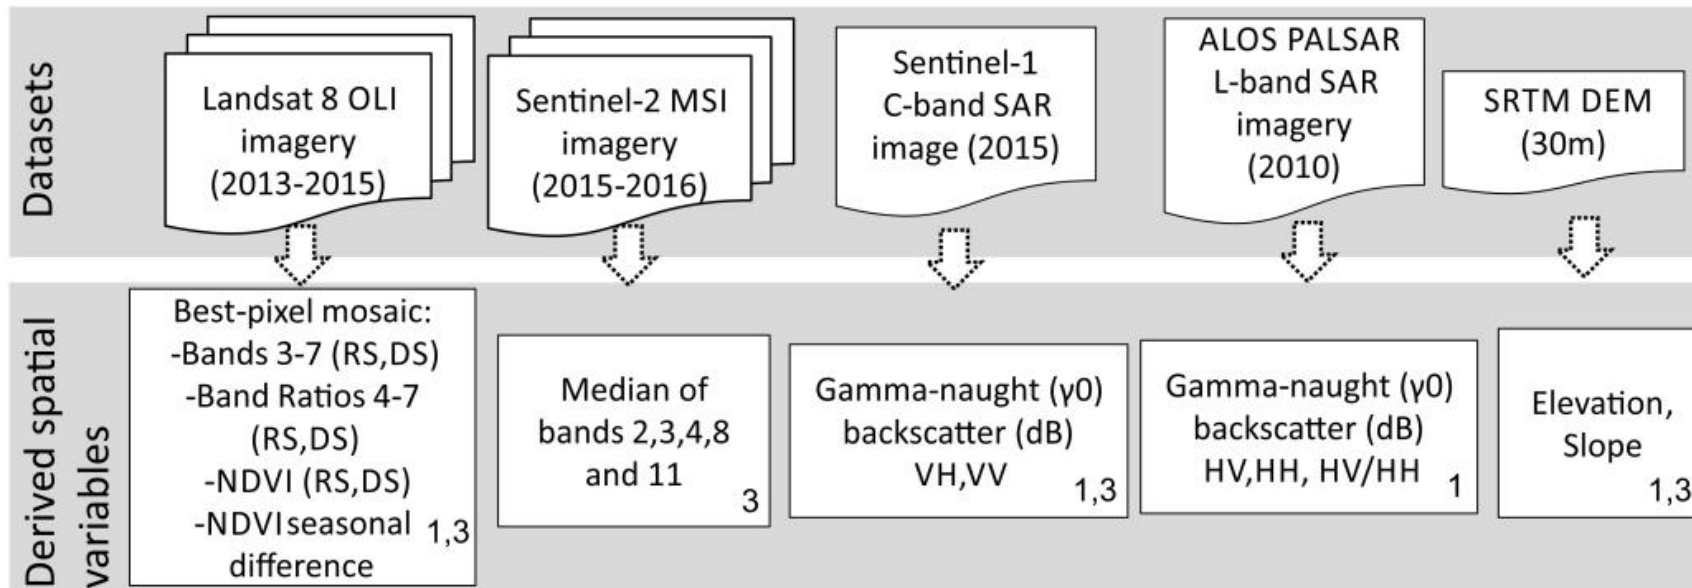 Datasets
Landsat 8 OLI
imagery
(2013-2015)
Sentinel-2 MSI
imagery
(2015-2016)
Sentinel-1
C-band SAR
image (2015)
ALOS PALSAR
L-band SAR
imagery
(2010)
SRTM DEM
(30m)
Derived spatial
variables
Best-pixel mosaic:
-Bands 3-7 (RS,DS)
-Band Ratios 4-7
(RS,DS)
-NDVI (RS,DS)
-NDVI seasonal
difference
1,3
Median of
bands 2,3,4,8
and 11
3
Gamma-naught (γ0)
backscatter (dB)
VH,VV
1,3
Gamma-naught (γ0)
backscatter (dB)
HV,HH, HV/HH
1
Elevation,
Slope
1,3